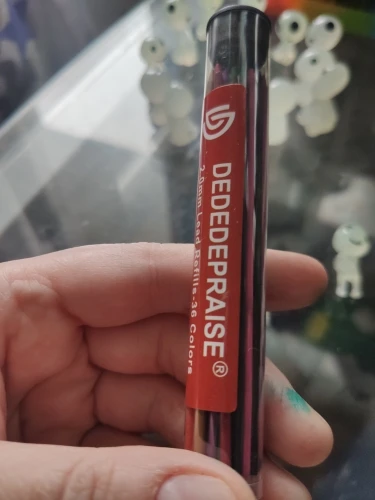 DEDEDEPRAISE®
2.0mm Lead Refills-36 Colors